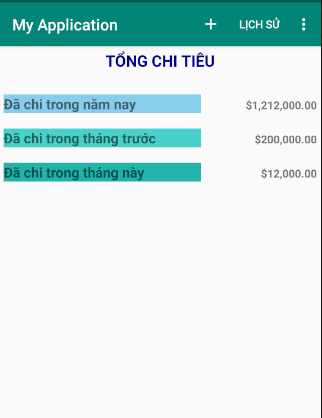 My Application + LỊCH SỬ
TỔNG CHI TIÊU
Đã chi trong năm nay $1,212,000.00
Đã chi trong tháng trước $200,000.00
Đã chi trong tháng này $12,000.00